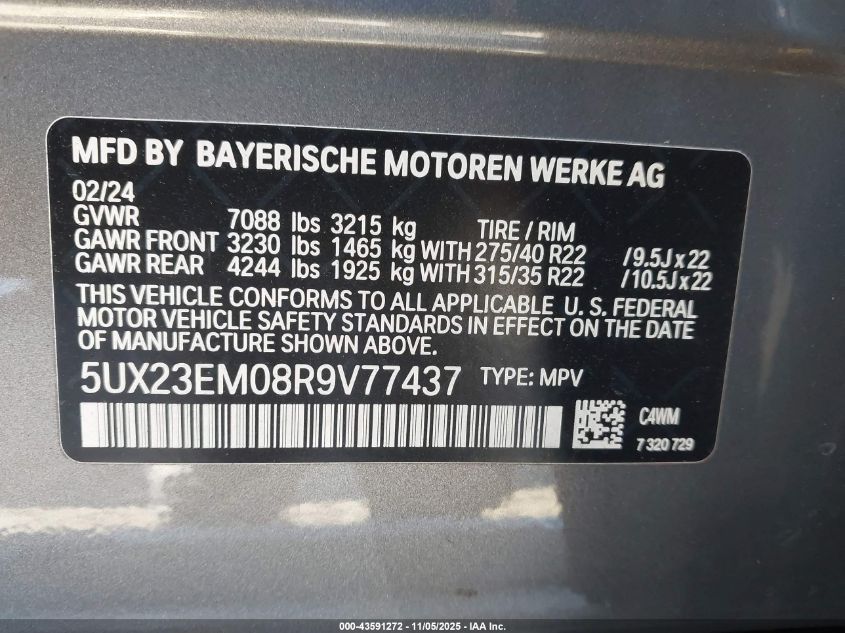 MFD BY BAYERISCHE MOTOREN WERKE AG
02/24
GVWR 7088 lbs 3215 kg TIRE / RIM
GAWR FRONT 3230 lbs 1465 kg WITH 275/40 R22 /9.5J x 22
GAWR REAR 4244 lbs 1925 kg WITH 315/35 R22 /10.5J x 22
THIS VEHICLE CONFORMS TO ALL APPLICABLE U. S. FEDERAL
MOTOR VEHICLE SAFETY STANDARDS IN EFFECT ON THE DATE
OF MANUFACTURE SHOWN ABOVE.
5UX23EM08R9V77437 TYPE: MPV
C4WM
7 320 729
000-43591272 - 11/05/2025 - IAA Inc.